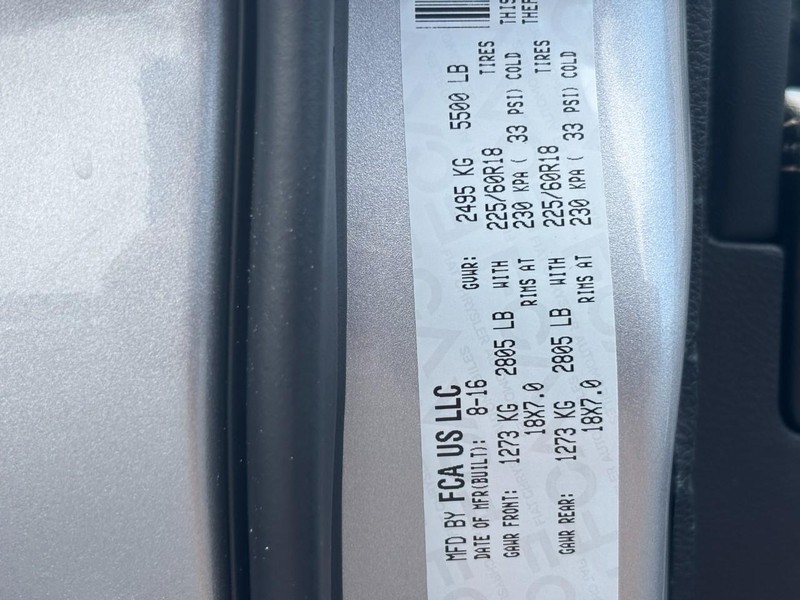 MFD BY FCA US LLC
DATE OF MFR(BUILT): 8-16 GVWR: 2495 KG 5500 LB
GAWR FRONT: 1273 KG 2805 LB WITH 225/60R18 TIRES
18X7.0 RIMS AT 230 KPA ( 33 PSI) COLD
GAWR REAR: 1273 KG 2805 LB WITH 225/60R18 TIRES
18X7.0 RIMS AT 230 KPA ( 33 PSI) COLD
THIS